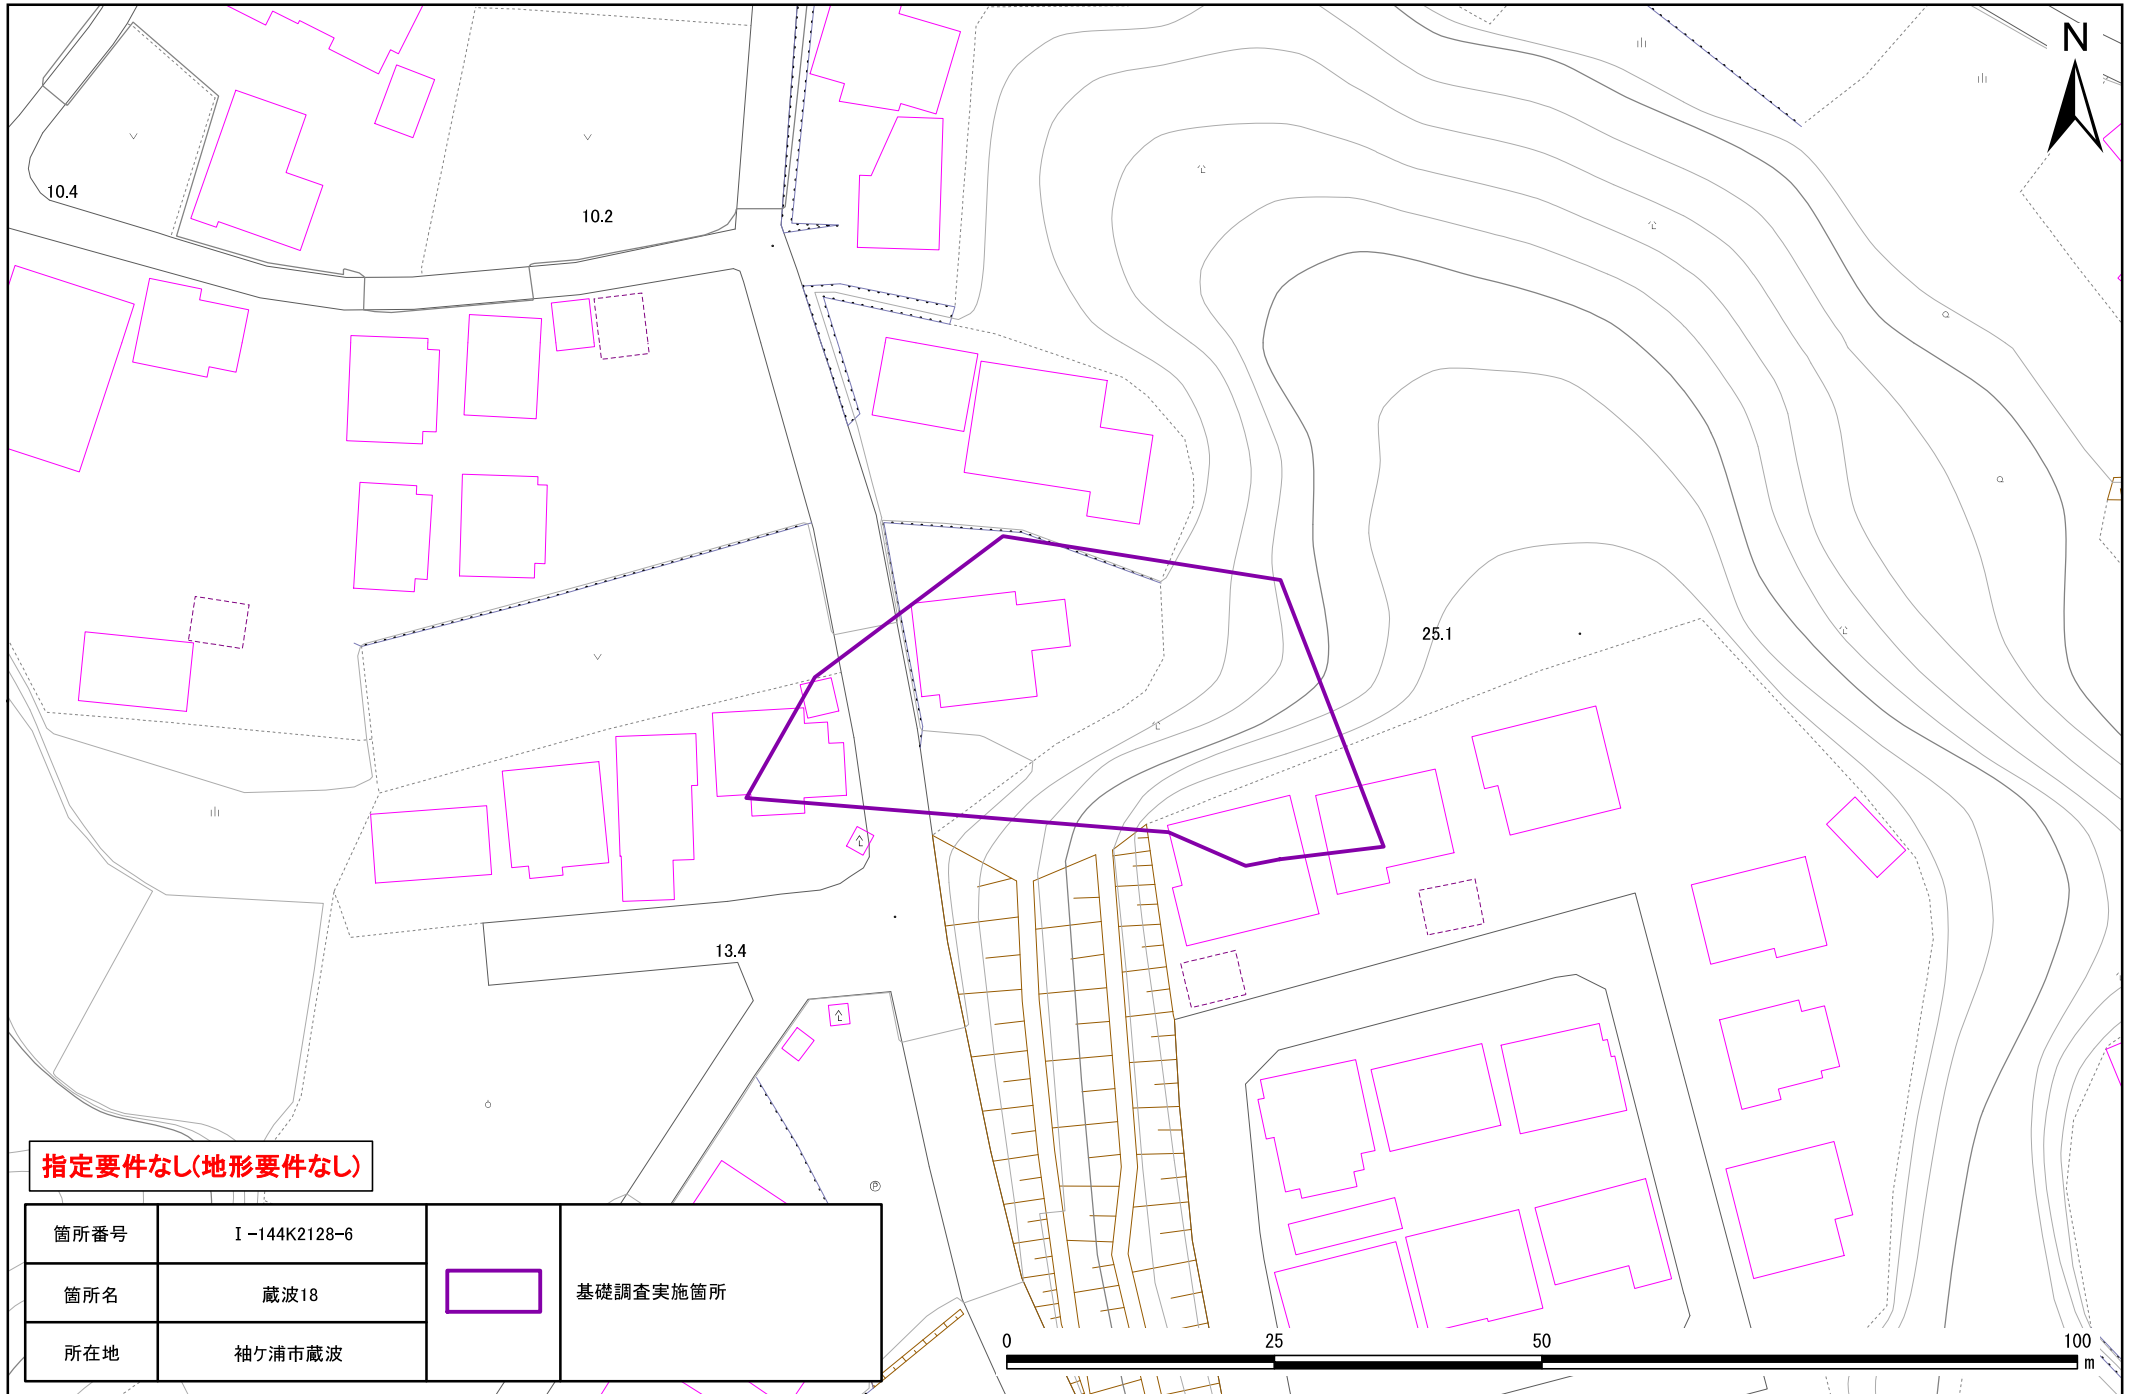 N
10.4
10.2
25.1
13.4
指定要件なし(地形要件なし)
箇所番号 Ⅰ-144K2128-6
箇所名 蔵波18
所在地 袖ケ浦市蔵波
基礎調査実施箇所
0 25 50 100
m